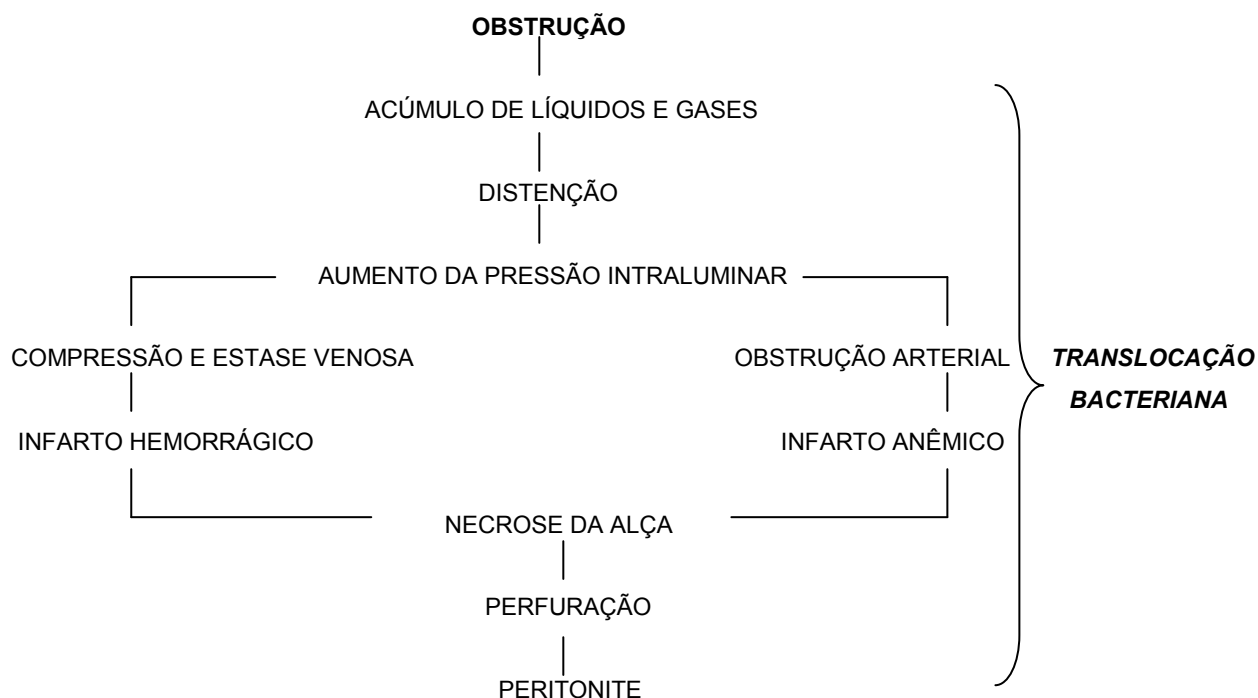 OBSTRUÇÃO
ACÚMULO DE LÍQUIDOS E GASES
DISTENÇÃO
AUMENTO DA PRESSÃO INTRALUMINAR
COMPRESSÃO E ESTASE VENOSA
OBSTRUÇÃO ARTERIAL
INFARTO HEMORRÁGICO
INFARTO ANÊMICO
NECROSE DA ALÇA
PERFURAÇÃO
PERITONITE
TRANSLOCAÇÃO
BACTERIANA